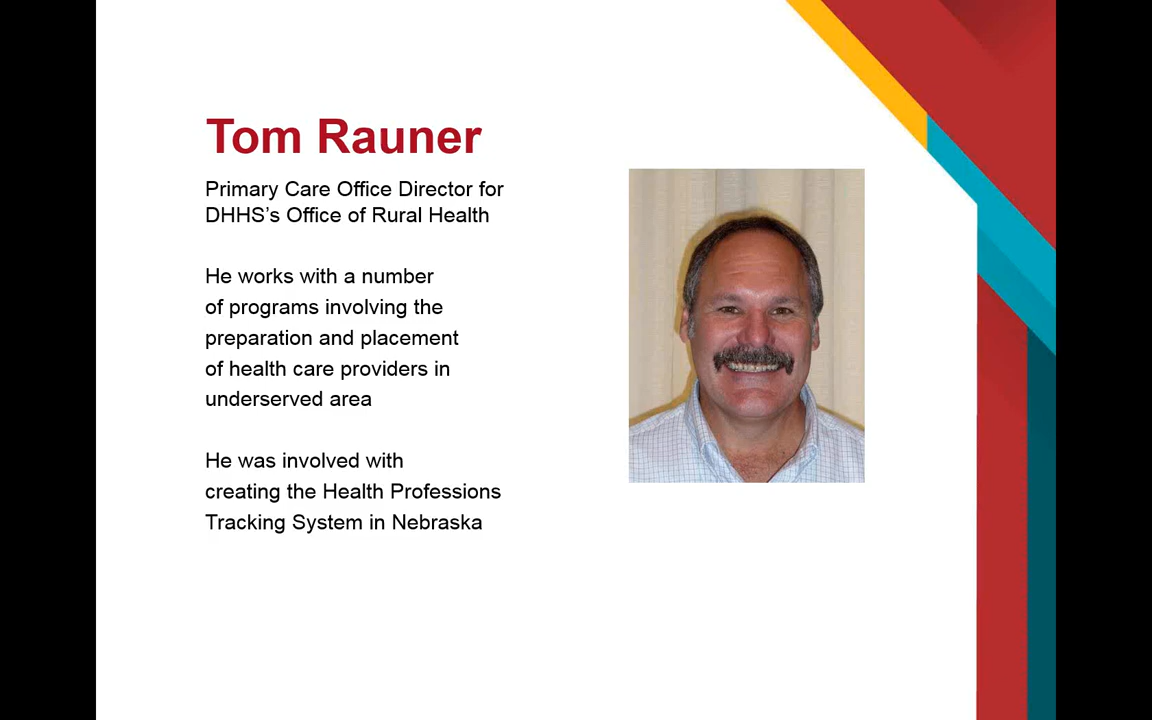 Tom Rauner
Primary Care Office Director for
DHHS’s Office of Rural Health
He works with a number
of programs involving the
preparation and placement
of health care providers in
underserved area
He was involved with
creating the Health Professions
Tracking System in Nebraska